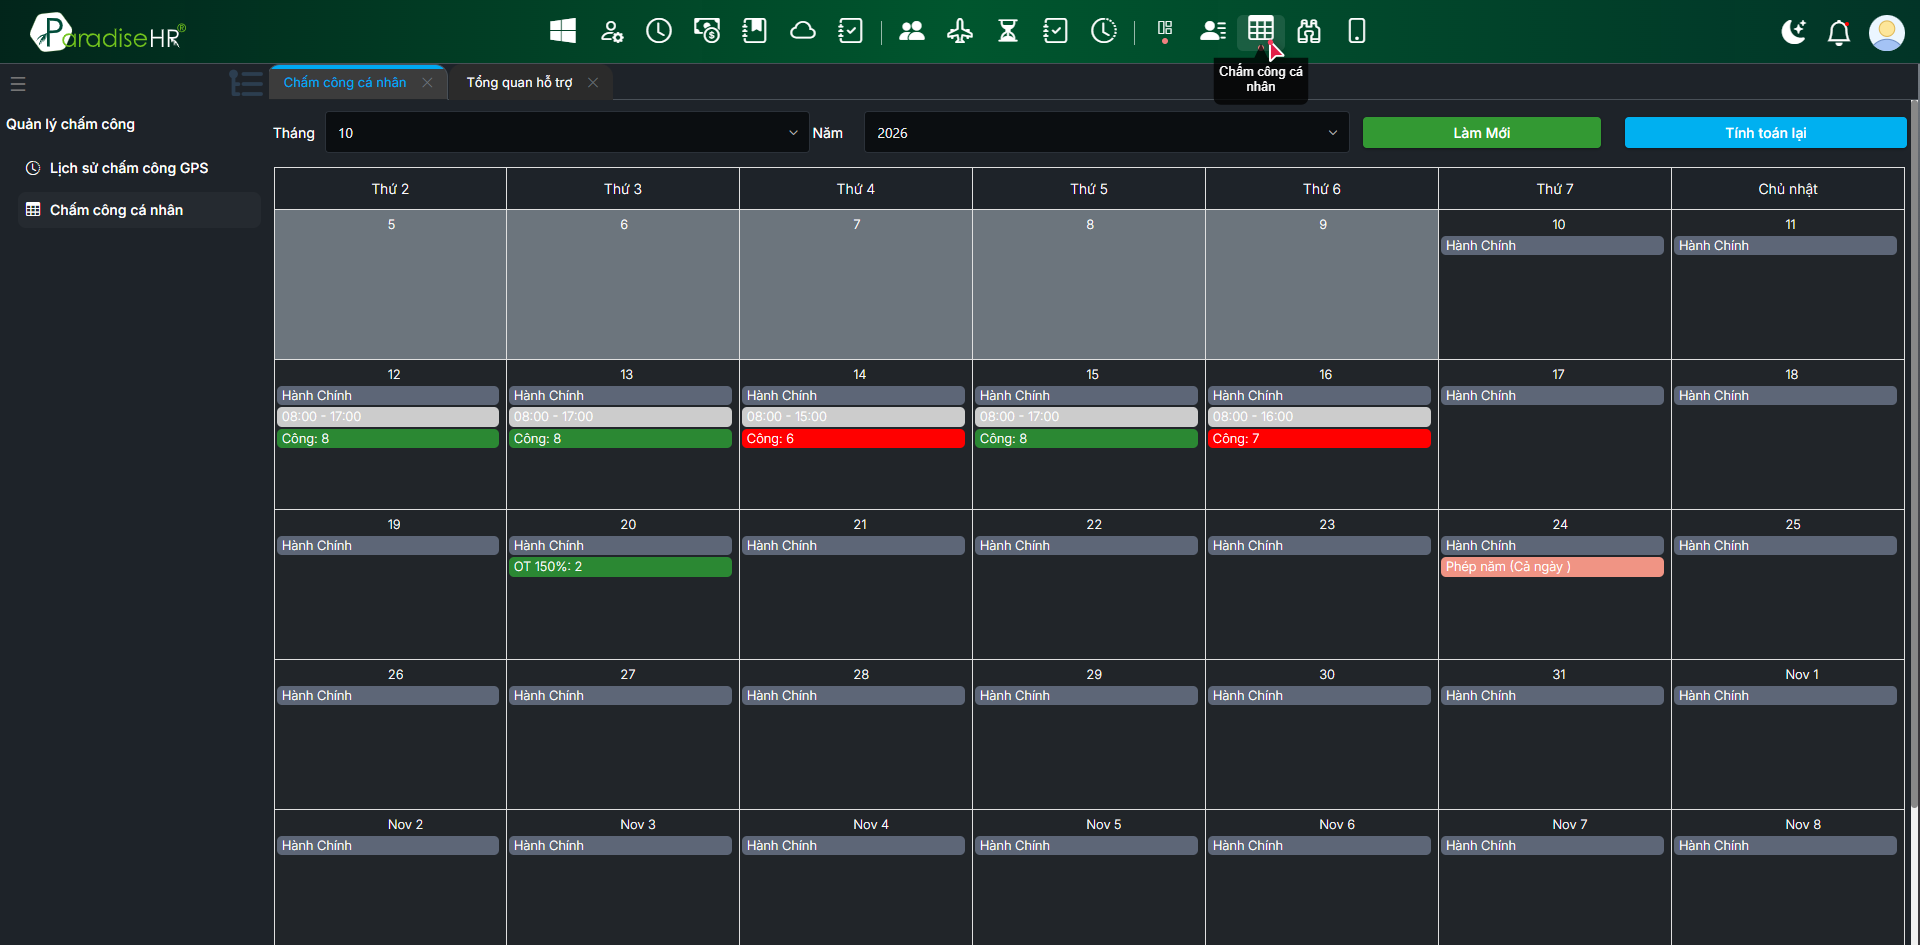 ParadiseHR®
Chấm công cá nhân
Chấm công cá nhân
Tổng quan hỗ trợ
Quản lý chấm công
Lịch sử chấm công GPS
Chấm công cá nhân
Tháng 10 Năm 2026 Làm Mới Tính toán lại
Thứ 2 Thứ 3 Thứ 4 Thứ 5 Thứ 6 Thứ 7 Chủ nhật
5 6 7 8 9 10 11
Hành Chính Hành Chính
12 13 14 15 16 17 18
Hành Chính Hành Chính Hành Chính Hành Chính Hành Chính Hành Chính Hành Chính
08:00 - 17:00 08:00 - 17:00 08:00 - 15:00 08:00 - 17:00 08:00 - 16:00
Công: 8 Công: 8 Công: 6 Công: 8 Công: 7
19 20 21 22 23 24 25
Hành Chính Hành Chính Hành Chính Hành Chính Hành Chính Hành Chính Hành Chính
OT 150%: 2 Phép năm (Cả ngày )
26 27 28 29 30 31 Nov 1
Hành Chính Hành Chính Hành Chính Hành Chính Hành Chính Hành Chính Hành Chính
Nov 2 Nov 3 Nov 4 Nov 5 Nov 6 Nov 7 Nov 8
Hành Chính Hành Chính Hành Chính Hành Chính Hành Chính Hành Chính Hành Chính